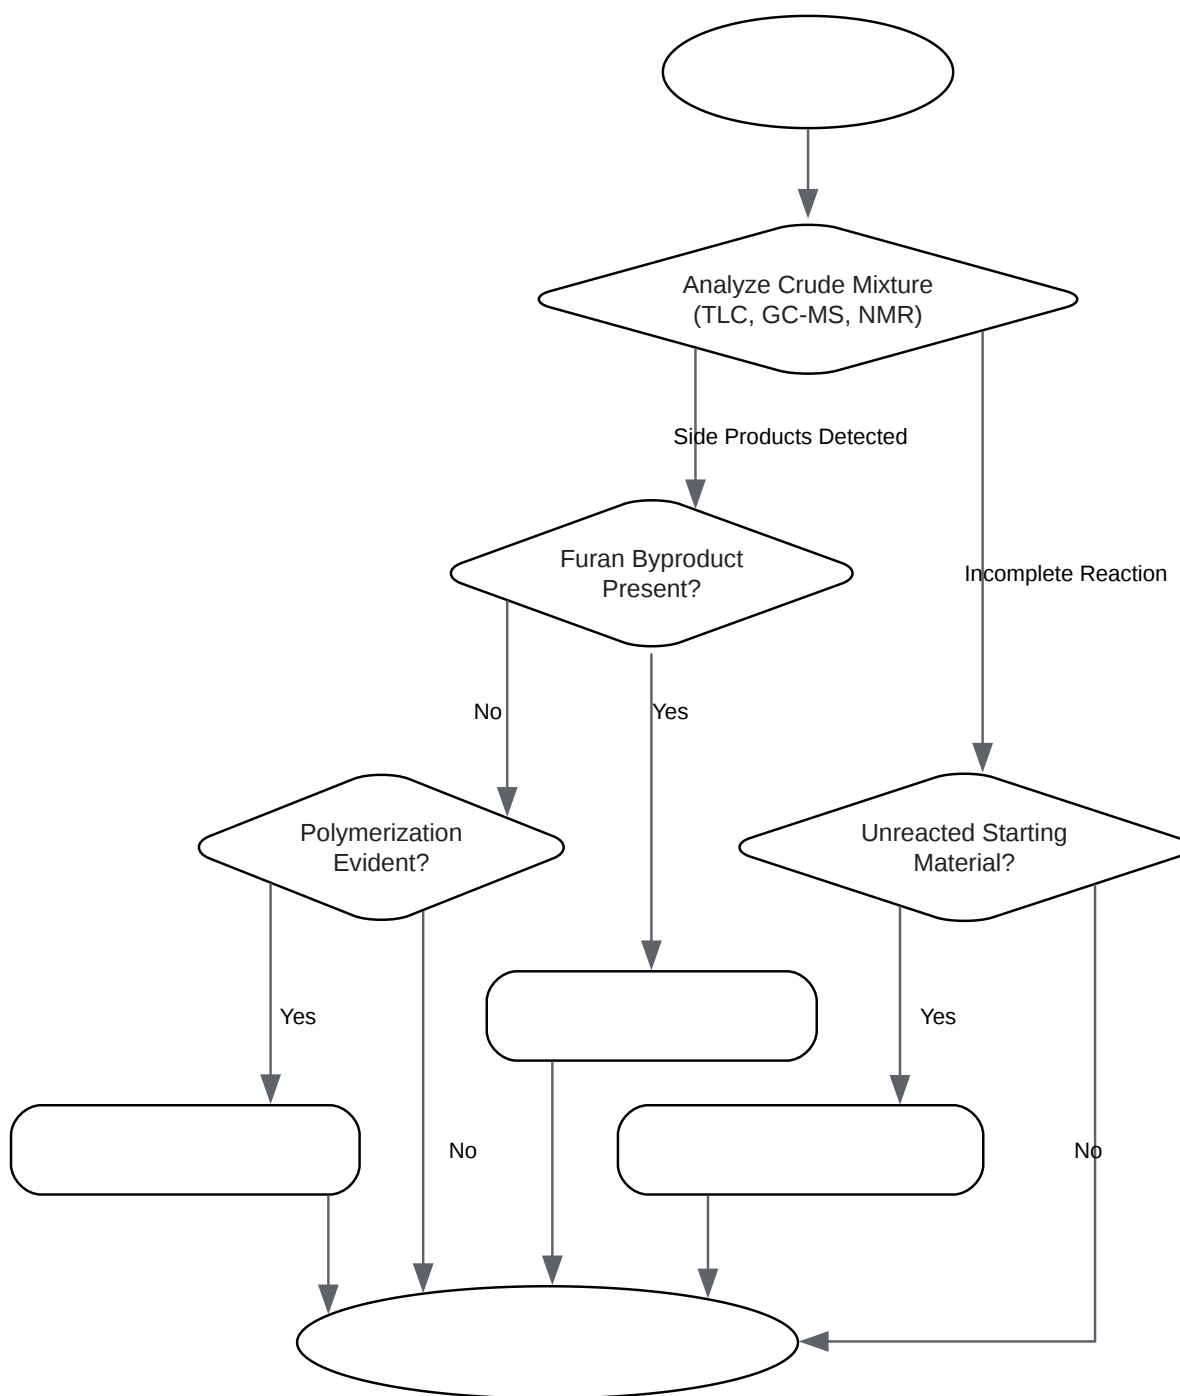 Analyze Crude Mixture
(TLC, GC-MS, NMR)
Side Products Detected
Furan Byproduct
Present?
Incomplete Reaction
No
Yes
Polymerization
Evident?
Unreacted Starting
Material?
Yes
Yes
No
No